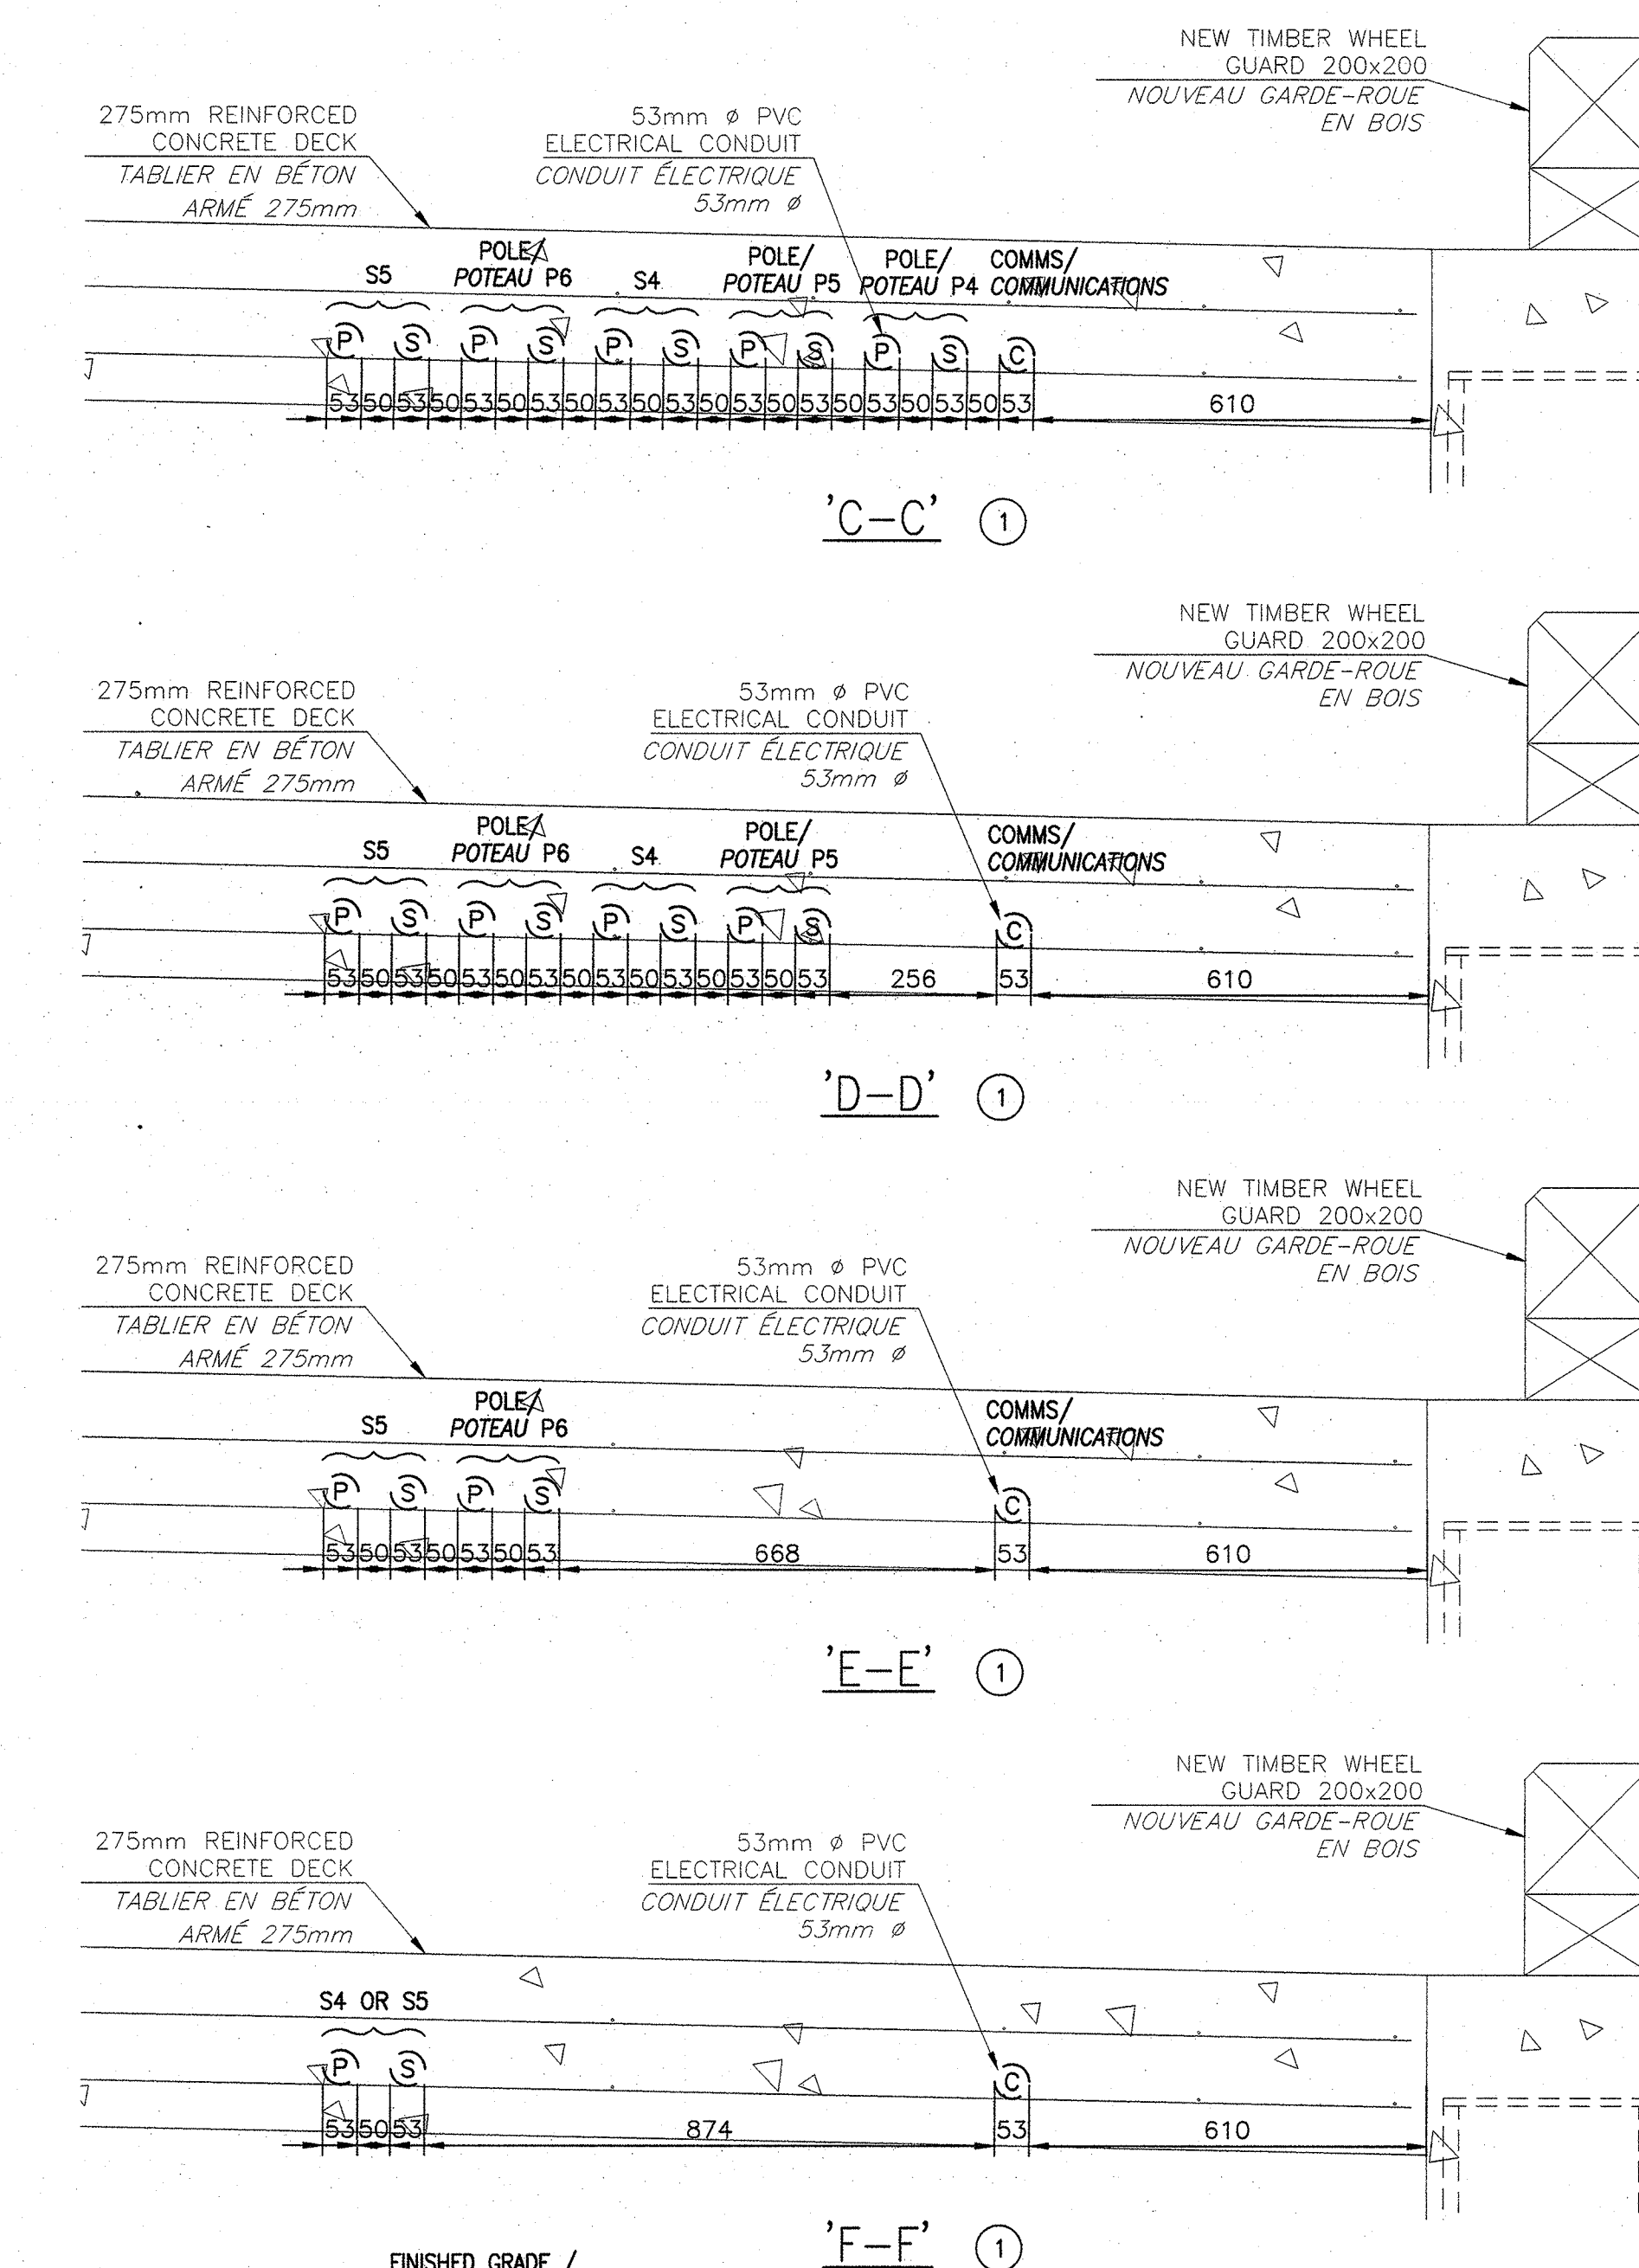 NEW TIMBER WHEEL
GUARD 200x200
NOUVEAU GARDE-ROUE
EN BOIS
275mm REINFORCED
CONCRETE DECK
TABLIER EN BÉTON
ARMÉ 275mm
53mm ø PVC
ELECTRICAL CONDUIT
CONDUIT ÉLECTRIQUE
53mm ø
S5
POLE/
POTEAU P6
S4
POLE/
POTEAU P5
POLE/
POTEAU P4
COMMS/
COMMUNICATIONS
P S P S P S P S P S C
53 50 53 50 53 50 53 50 53 50 53 50 53 50 53 50 53 50 53 50 53 610
'C-C' 1
NEW TIMBER WHEEL
GUARD 200x200
NOUVEAU GARDE-ROUE
EN BOIS
275mm REINFORCED
CONCRETE DECK
TABLIER EN BÉTON
ARMÉ 275mm
53mm ø PVC
ELECTRICAL CONDUIT
CONDUIT ÉLECTRIQUE
53mm ø
S5
POLE/
POTEAU P6
S4
POLE/
POTEAU P5
COMMS/
COMMUNICATIONS
P S P S P S P S C
53 50 53 50 53 50 53 50 53 50 53 50 53 50 53 256 53 610
'D-D' 1
NEW TIMBER WHEEL
GUARD 200x200
NOUVEAU GARDE-ROUE
EN BOIS
275mm REINFORCED
CONCRETE DECK
TABLIER EN BÉTON
ARMÉ 275mm
53mm ø PVC
ELECTRICAL CONDUIT
CONDUIT ÉLECTRIQUE
53mm ø
S5
POLE/
POTEAU P6
COMMS/
COMMUNICATIONS
P S P S C
53 50 53 50 53 50 53 668 53 610
'E-E' 1
NEW TIMBER WHEEL
GUARD 200x200
NOUVEAU GARDE-ROUE
EN BOIS
275mm REINFORCED
CONCRETE DECK
TABLIER EN BÉTON
ARMÉ 275mm
53mm ø PVC
ELECTRICAL CONDUIT
CONDUIT ÉLECTRIQUE
53mm ø
S4 OR S5
P S C
53 50 53 874 53 610
'F-F' 1
FINISHED GRADE /